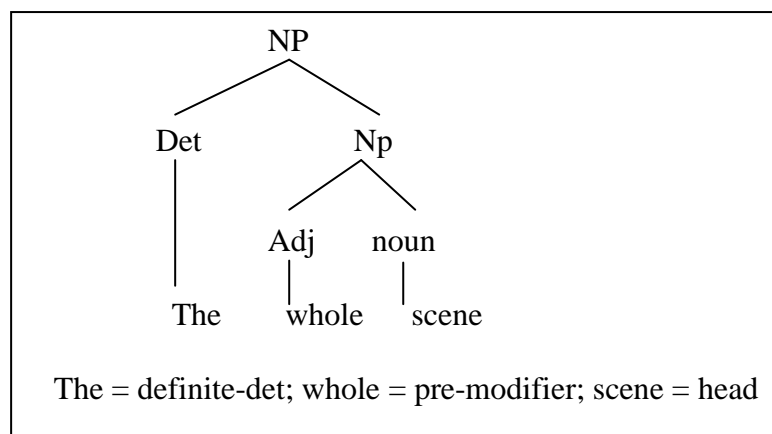 NP
Det Np
Adj noun
The whole scene
The = definite-det; whole = pre-modifier; scene = head